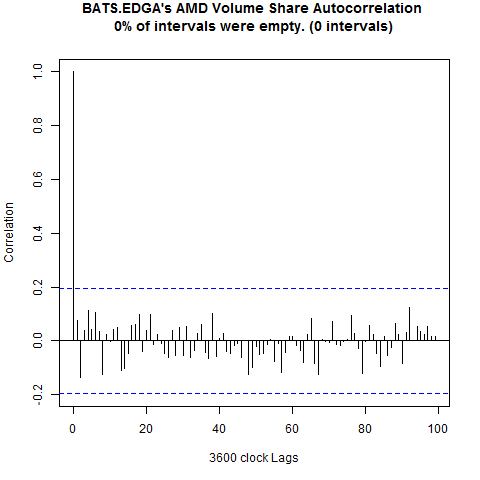 BATS.EDGA's AMD Volume Share Autocorrelation
0% of intervals were empty. (0 intervals)
Correlation
1.0
0.8
0.6
0.4
0.2
0.0
-0.2
0 20 40 60 80 100
3600 clock Lags